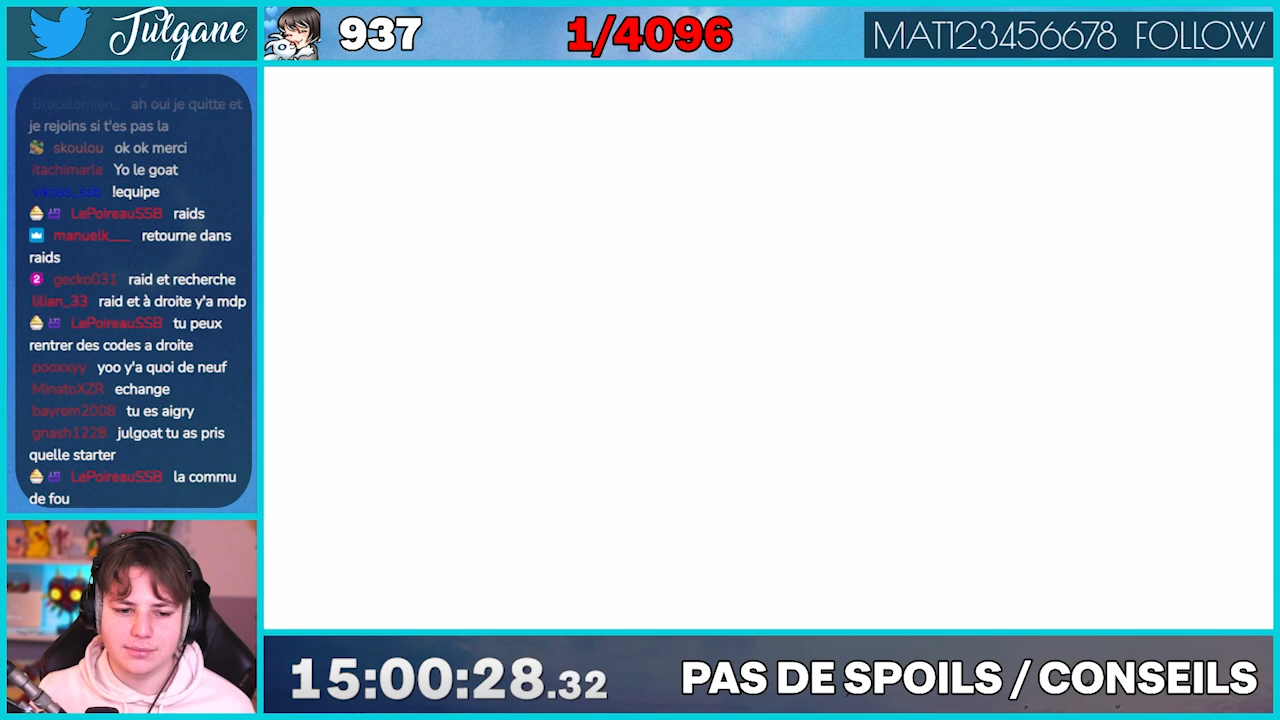 Julgane
937
1/4096
MAT123456678 FOLLOW
ah oui je quitte et
je rejoins si t'es pas la
skoulou ok ok merci
itachimarle Yo le goat
vikoss_ssb !equipe
LePoireauSSB raids
manuelk___ retourne dans
raids
2 gecko031 raid et recherche
lilian_33 raid et à droite y'a mdp
LePoireauSSB tu peux
rentrer des codes a droite
pooxxyy yoo y'a quoi de neuf
MinatoXZR echange
bayrem2008 tu es aigry
gnash1228 julgoat tu as pris
quelle starter
LePoireauSSB la commu
de fou
15:00:28.32
PAS DE SPOILS / CONSEILS